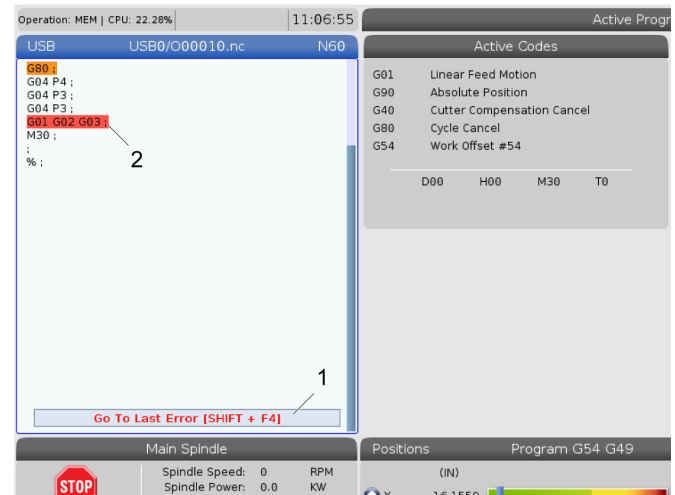 Operation: MEM | CPU: 22.28%
11:06:55
USB USB0/O00010.nc N60
G80 ;
G04 P4 ;
G04 P3 ;
G04 P3 ;
G01 G02 G03 ;
M30 ;
;
% ;
2
1
Go To Last Error [SHIFT + F4]
Active Progr
Active Codes
G01 Linear Feed Motion
G90 Absolute Position
G40 Cutter Compensation Cancel
G80 Cycle Cancel
G54 Work Offset #54
D00 H00 M30 T0
Main Spindle
STOP
Spindle Speed: 0 RPM
Spindle Power: 0.0 KW
Positions Program G54 G49
(IN)